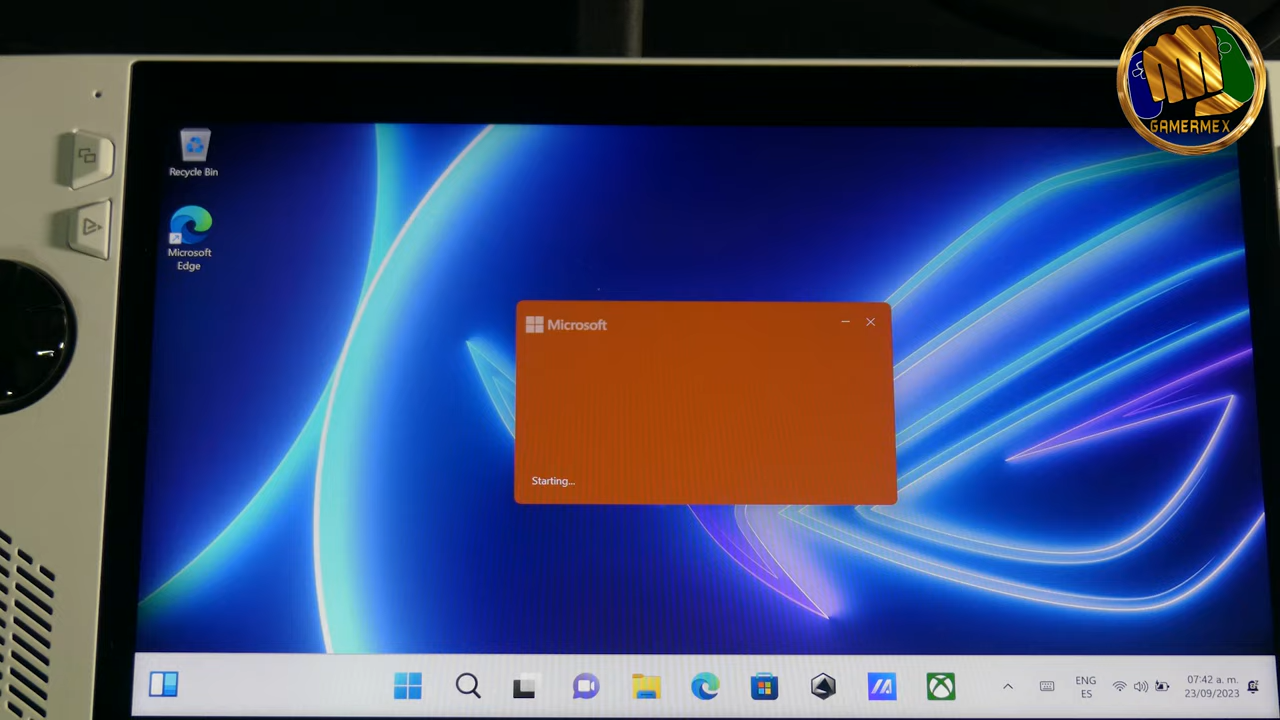 GAMERMEX
Recycle Bin
Microsoft
Edge
Microsoft
Starting...
ENG
ES
07:42 a. m.
23/09/2023